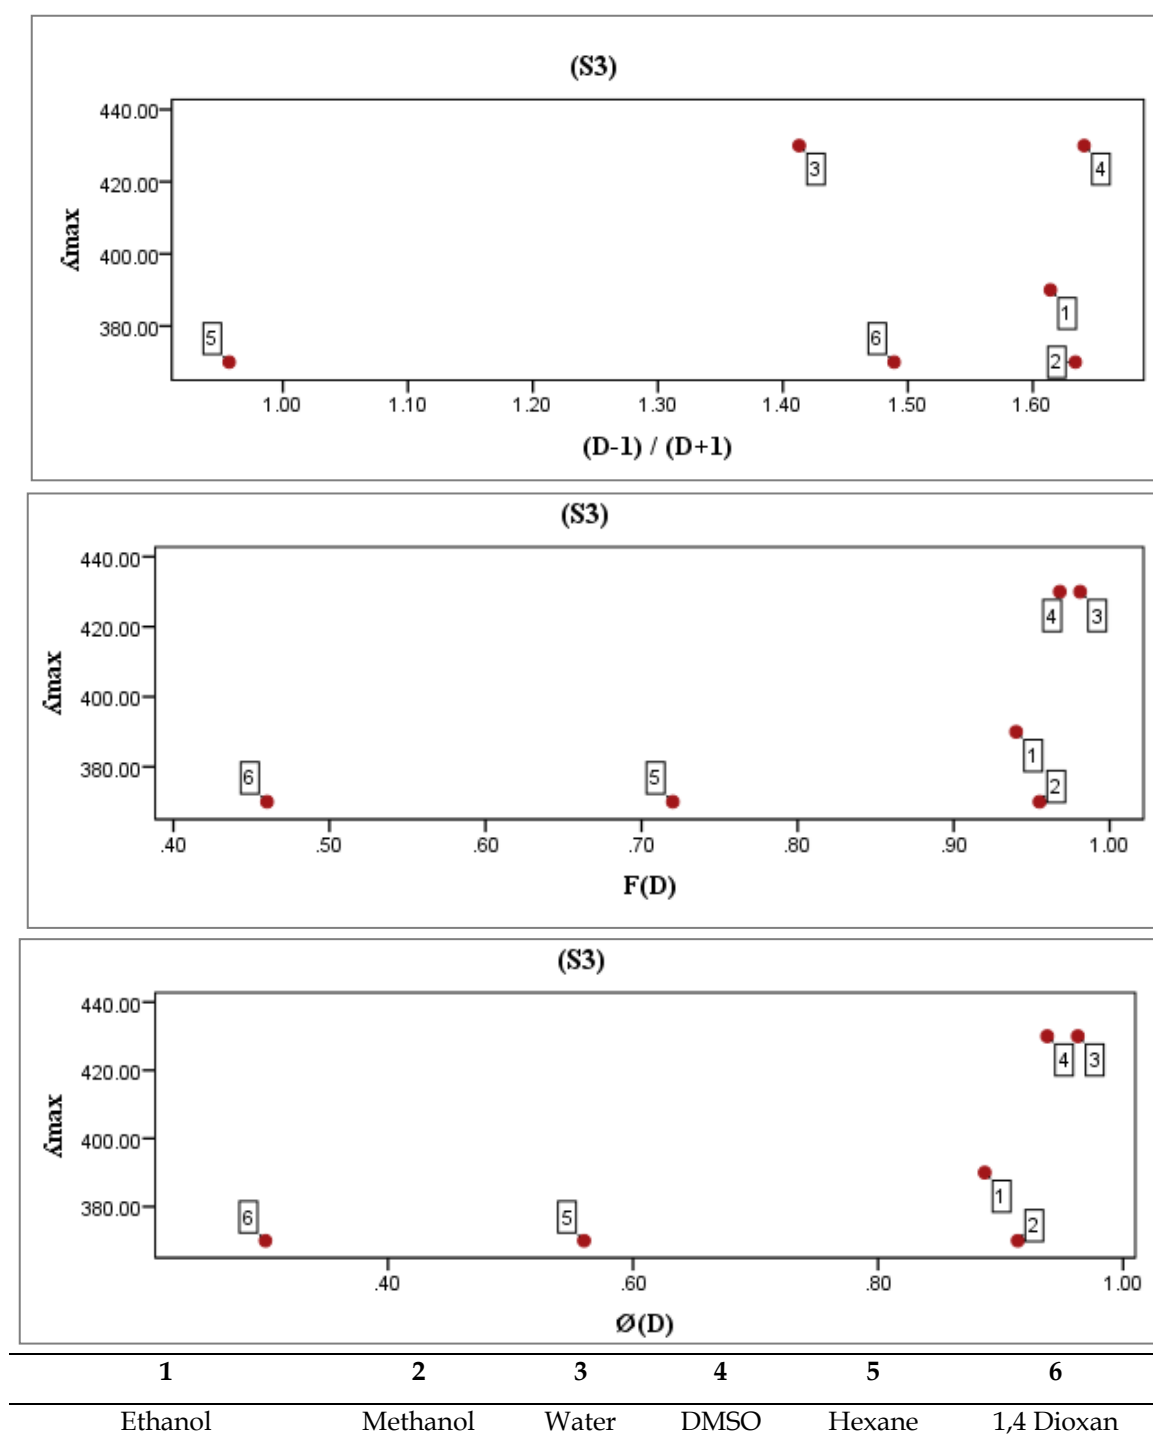 (S3)
440.00
420.00
400.00
380.00
ʎmax
3
4
1
5
6
2
1.00 1.10 1.20 1.30 1.40 1.50 1.60
(D-1) / (D+1)
(S3)
440.00
420.00
400.00
380.00
ʎmax
4 3
1
6 5 2
.40 .50 .60 .70 .80 .90 1.00
F(D)
(S3)
440.00
420.00
400.00
380.00
ʎmax
4 3
1
6 5 2
.40 .60 .80 1.00
Ø(D)
1 2 3 4 5 6
Ethanol Methanol Water DMSO Hexane 1,4 Dioxan